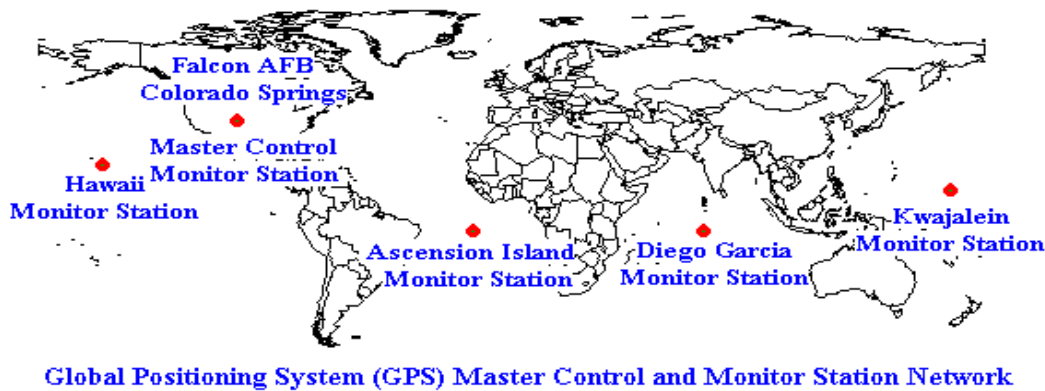 Falcon AFB
Colorado Springs
Master Control
Monitor Station
Hawaii
Monitor Station
Ascension Island
Monitor Station
Diego Garcia
Monitor Station
Kwajalein
Monitor Station
Global Positioning System (GPS) Master Control and Monitor Station Network